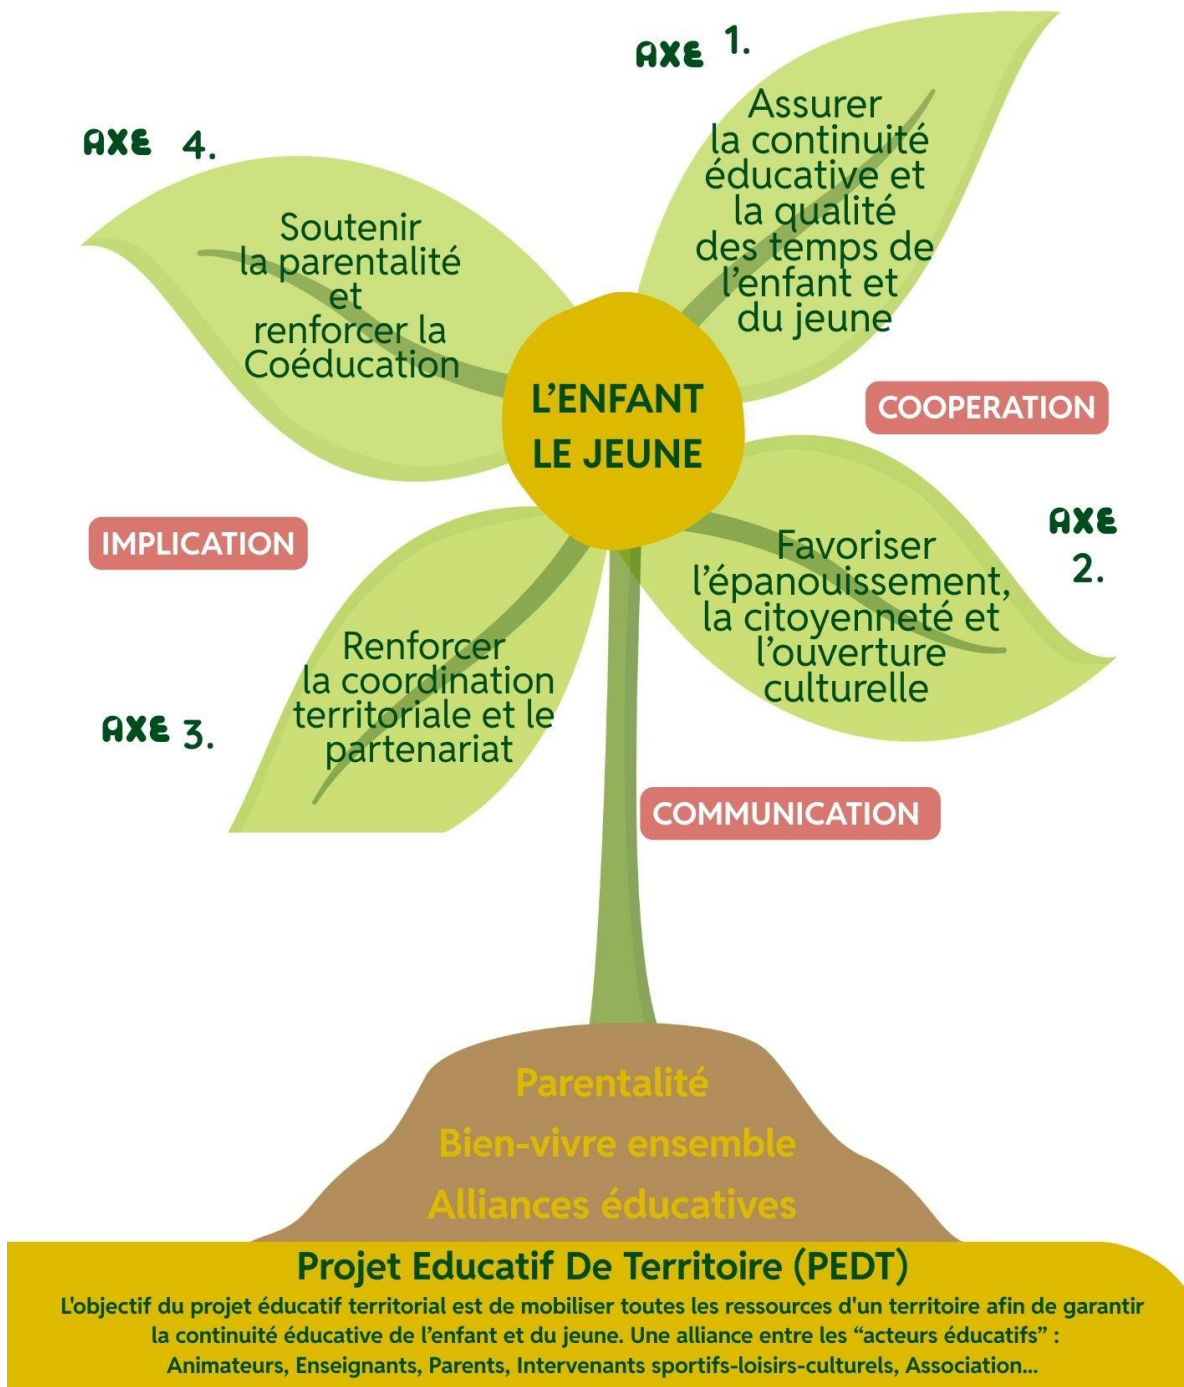 AXE 1.
Assurer
la continuité
éducative et
la qualité
des temps de
l'enfant et
du jeune
AXE 4.
Soutenir
la parentalité
et
renforcer la
Coéducation
L'ENFANT
LE JEUNE
COOPERATION
AXE
2.
Favoriser
l'épanouissement,
la citoyenneté et
l'ouverture
culturelle
IMPLICATION
AXE 3.
Renforcer
la coordination
territoriale et le
partenariat
COMMUNICATION
Parentalité
Bien-vivre ensemble
Alliances éducatives
Projet Educatif De Territoire (PEDT)
L'objectif du projet éducatif territorial est de mobiliser toutes les ressources d'un territoire afin de garantir
la continuité éducative de l'enfant et du jeune. Une alliance entre les “acteurs éducatifs” :
Animateurs, Enseignants, Parents, Intervenants sportifs-loisirs-culturels, Association...